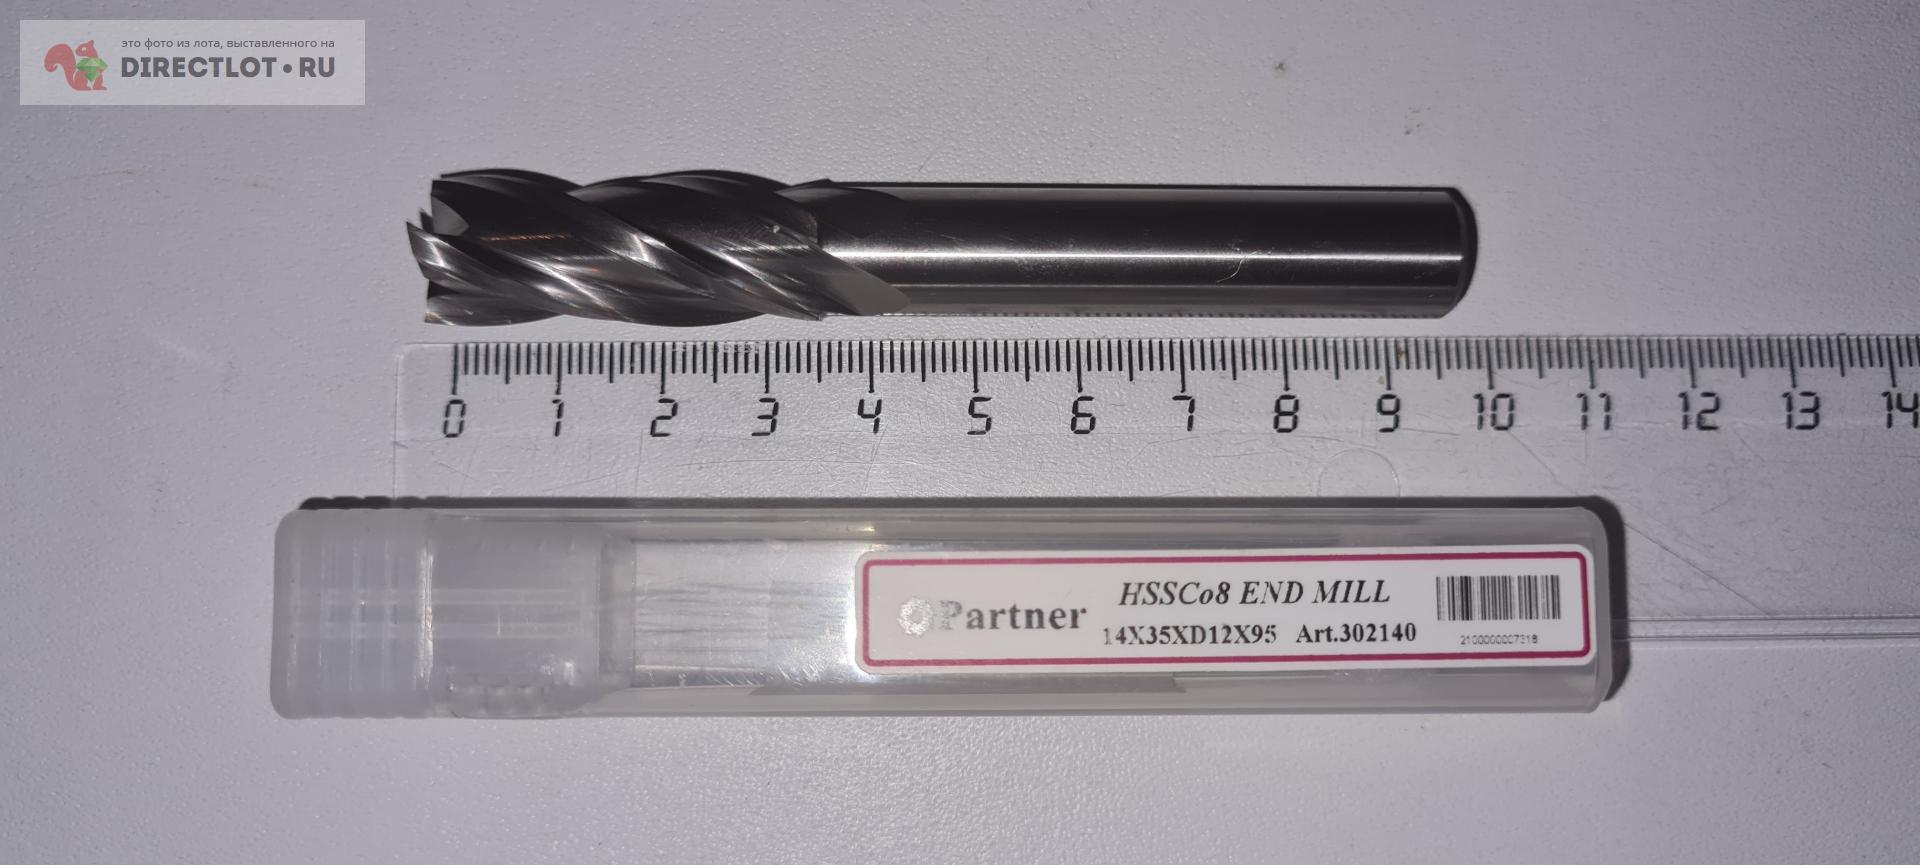 это фото из лота, выставленного на
DIRECTLOT•RU
0 1 2 3 4 5 6 7 8 9 10 11 12 13 14
HSSCo8 END MILL
Partner
14X35XD12X95 Art.302140
2100000007318